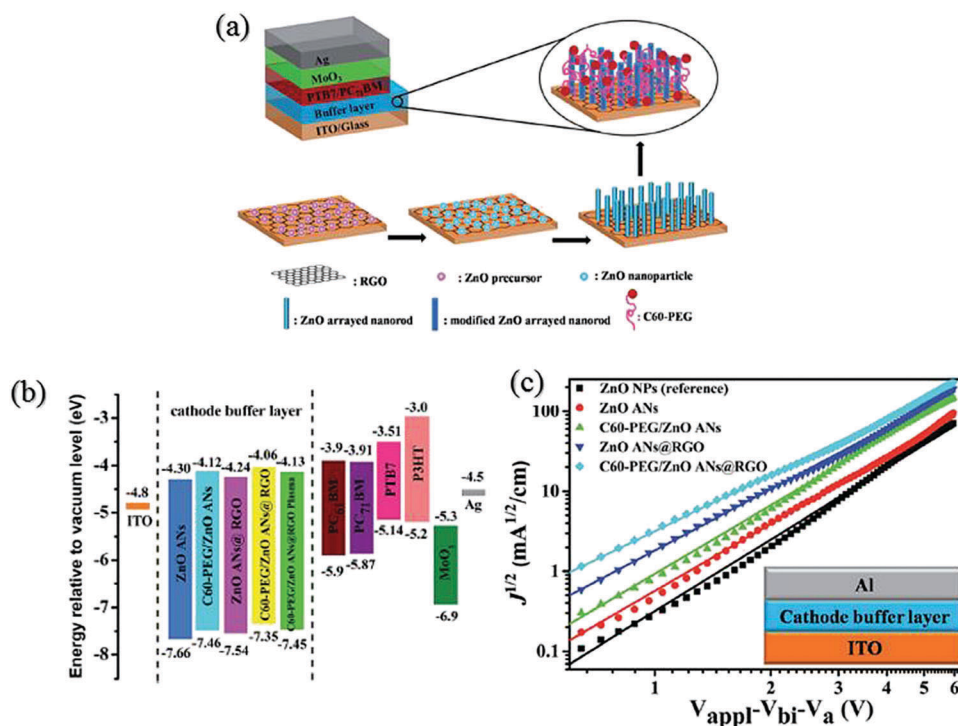 (a)
Ag
MoO3
PTB7/PC71BM
Buffer layer
ITO/Glass
: RGO
: ZnO precursor
: ZnO nanoparticle
: ZnO arrayed nanorod
: modified ZnO arrayed nanorod
: C60-PEG
(b)
Energy relative to vacuum level (eV)
-3
-4
-5
-6
-7
-8
cathode buffer layer
-4.8
ITO
-4.30
ZnO ANs
-7.66
-4.12
C60-PEG/ZnO ANs
-7.46
-4.24
ZnO ANs@ RGO
-7.54
-4.06
C60-PEG/ZnO ANs@ RGO
-7.35
-4.13
C60-PEG/ZnO ANs@RGO Plasma
-7.45
-3.9
PC61BM
-5.9
-3.91
PC71BM
-5.87
-3.51
PTB7
-5.14
-3.0
P3HT
-5.2
-5.3
MoO3
-6.9
-4.5
Ag
(c)
J1/2 (mA1/2/cm)
100
10
1
0.1
ZnO NPs (reference)
ZnO ANs
C60-PEG/ZnO ANs
ZnO ANs@RGO
C60-PEG/ZnO ANs@RGO
Al
Cathode buffer layer
ITO
1 2 3 4 5 6
Vappl-Vbi-Va (V)